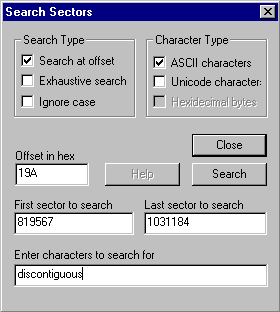 Search Sectors
Search Type
Search at offset
Exhaustive search
Ignore case
Character Type
ASCII characters
Unicode character:
Hexidecimal bytes
Close
Offset in hex
19A
Help
Search
First sector to search
819567
Last sector to search
1031184
Enter characters to search for
discontiguous